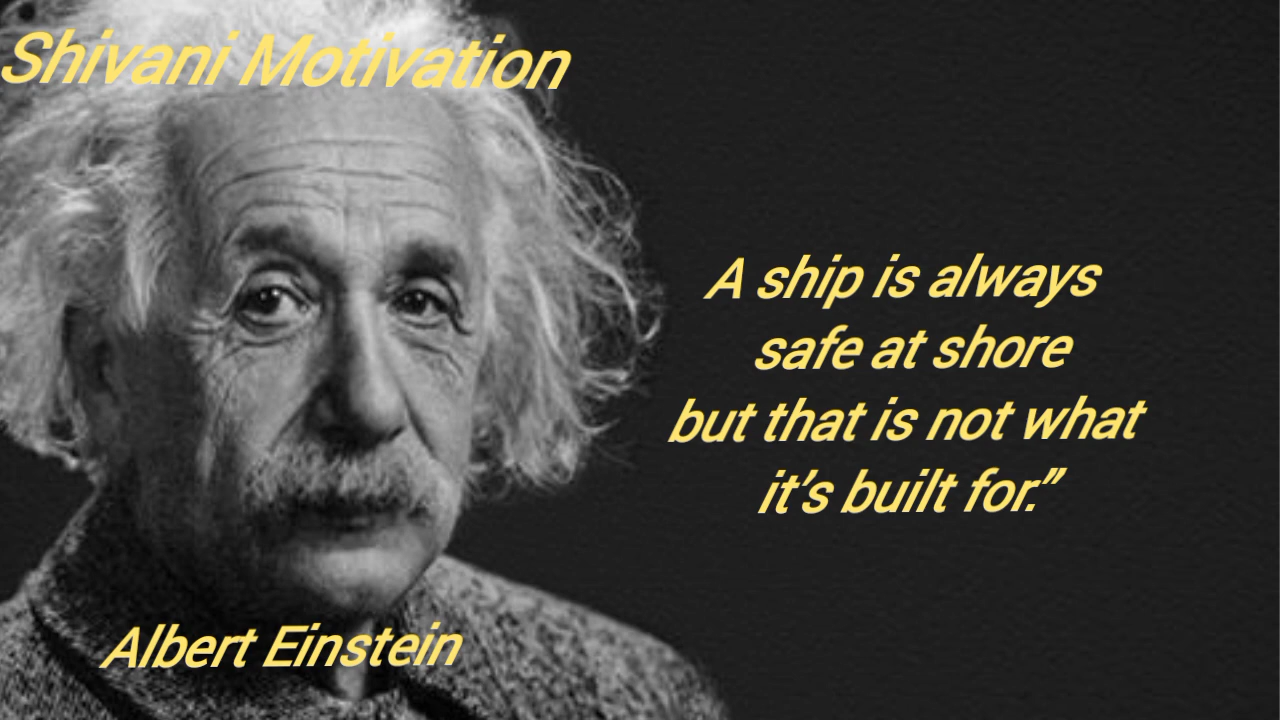 Shivani Motivation
A ship is always
safe at shore
but that is not what
it’s built for.”
Albert Einstein